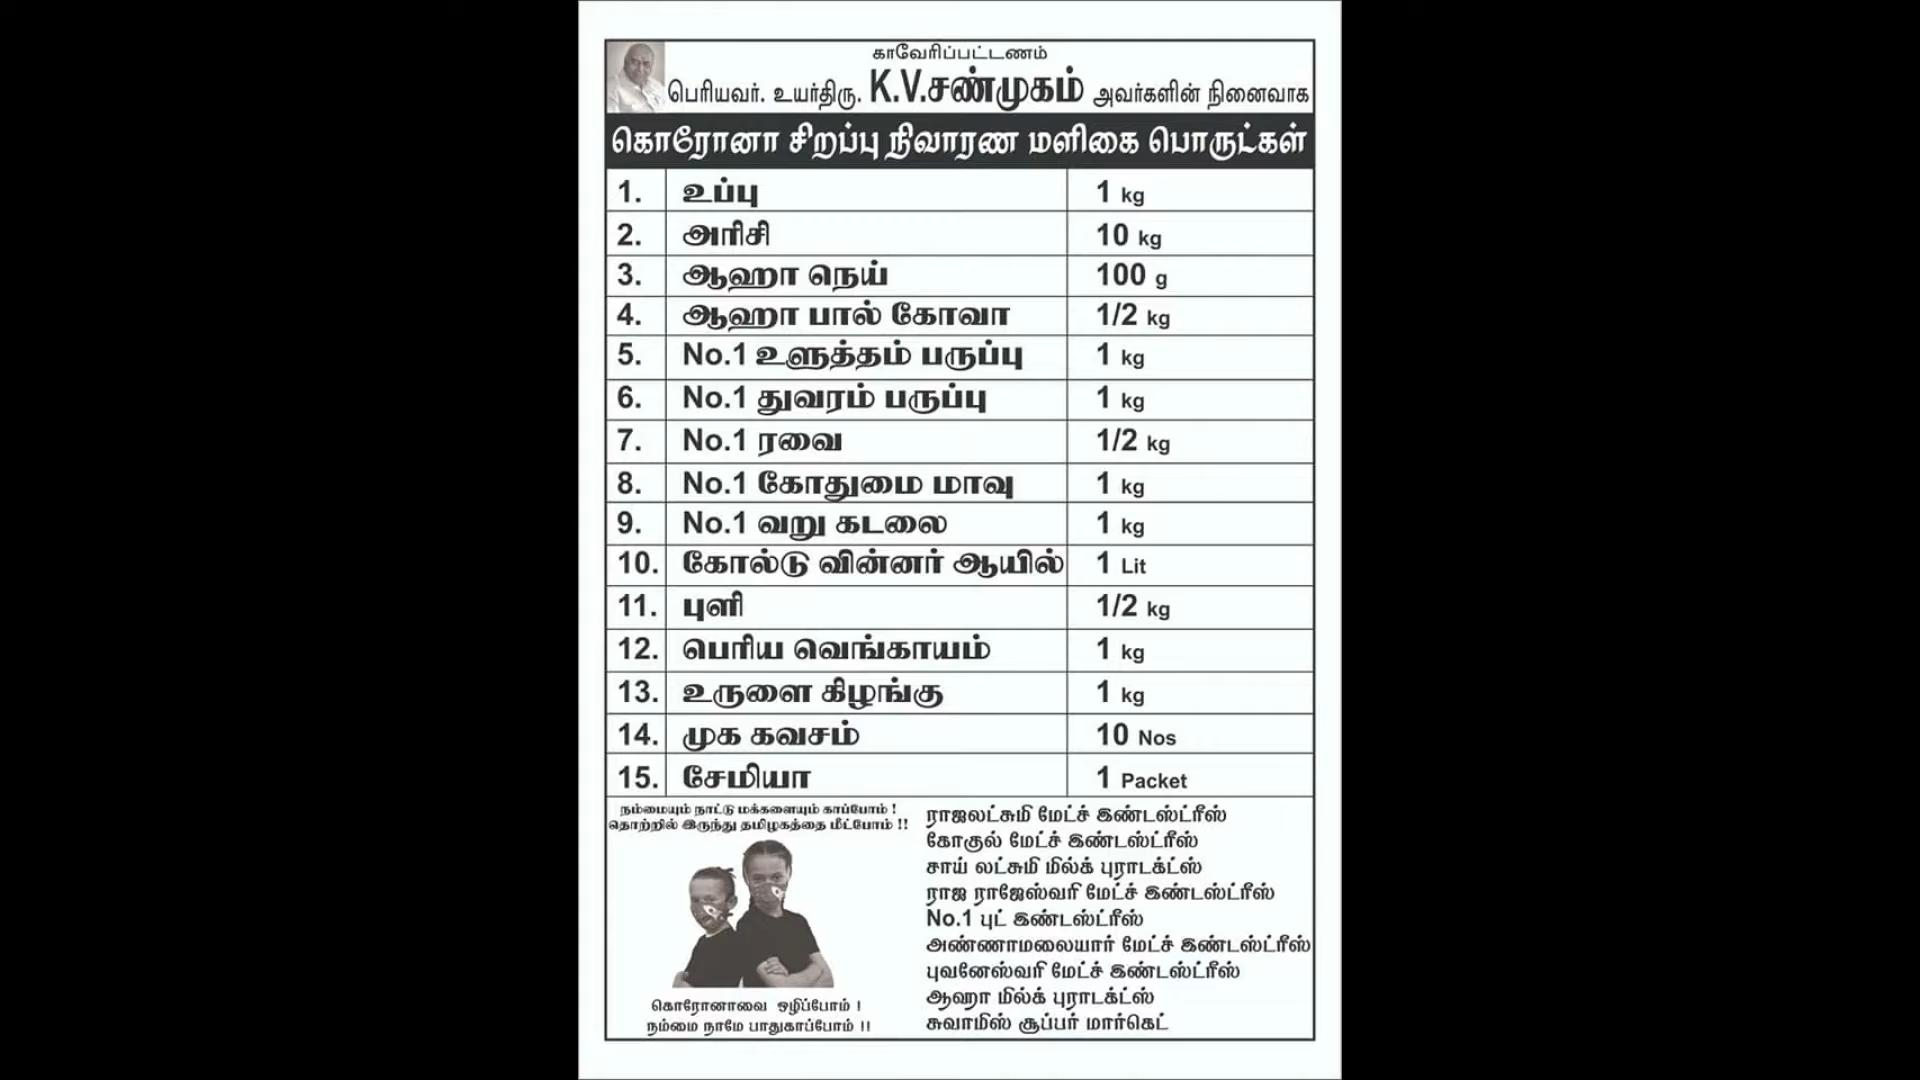 காவேரிப்பட்டணம்
பெரியவர். உயர்திரு. K.V.சண்முகம் அவர்களின் நினைவாக
கொரோனா சிறப்பு நிவாரண மளிகை பொருட்கள்
1. உப்பு 1 kg
2. அரிசி 10 kg
3. ஆஹா நெய் 100 g
4. ஆஹா பால் கோவா 1/2 kg
5. No.1 உளுத்தம் பருப்பு 1 kg
6. No.1 துவரம் பருப்பு 1 kg
7. No.1 ரவை 1/2 kg
8. No.1 கோதுமை மாவு 1 kg
9. No.1 வறு கடலை 1 kg
10. கோல்டு வின்னர் ஆயில் 1 Lit
11. புளி 1/2 kg
12. பெரிய வெங்காயம் 1 kg
13. உருளை கிழங்கு 1 kg
14. முக கவசம் 10 Nos
15. சேமியா 1 Packet
நம்மையும் நாட்டு மக்களையும் காப்போம் !
தொற்றில் இருந்து தமிழகத்தை மீட்போம் !!
கொரோனாவை ஒழிப்போம் !
நம்மை நாமே பாதுகாப்போம் !!
ராஜலட்சுமி மேட்ச் இண்டஸ்ட்ரீஸ்
கோகுல் மேட்ச் இண்டஸ்ட்ரீஸ்
சாய் லட்சுமி மில்க் புராடக்ட்ஸ்
ராஜ ராஜேஸ்வரி மேட்ச் இண்டஸ்ட்ரீஸ்
No.1 புட் இண்டஸ்ட்ரீஸ்
அண்ணாமலையார் மேட்ச் இண்டஸ்ட்ரீஸ்
புவனேஸ்வரி மேட்ச் இண்டஸ்ட்ரீஸ்
ஆஹா மில்க் புராடக்ட்ஸ்
சுவாமிஸ் சூப்பர் மார்கெட்